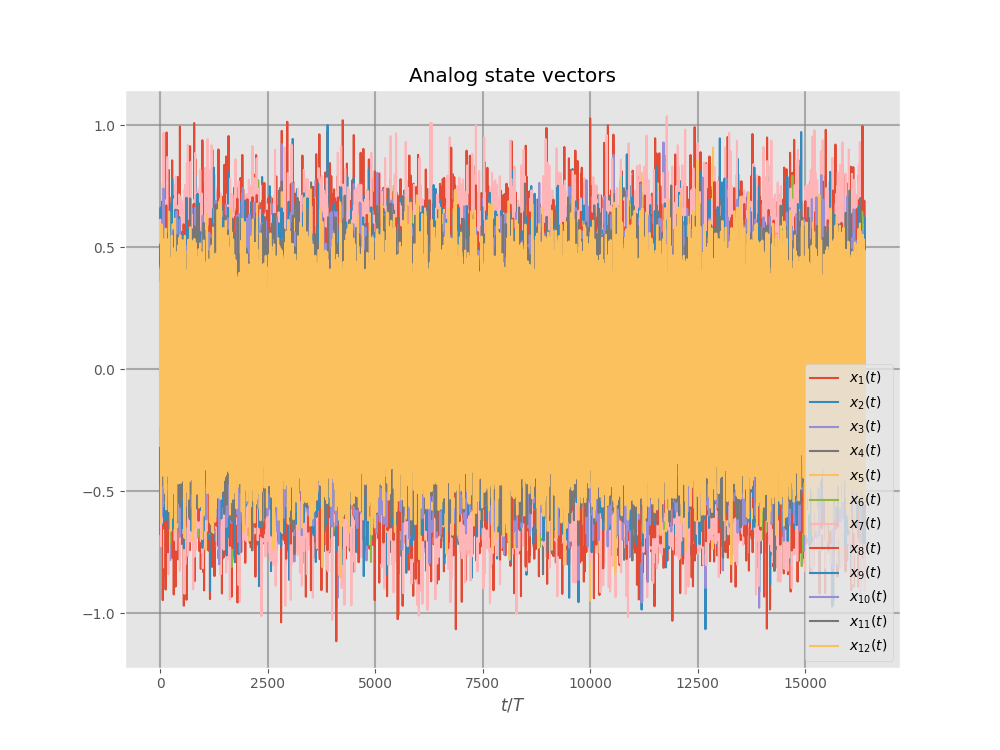 Analog state vectors
1.0
0.5
0.0
−0.5
−1.0
0 2500 5000 7500 10000 12500 15000
t/T
x₁(t)
x₂(t)
x₃(t)
x₄(t)
x₅(t)
x₆(t)
x₇(t)
x₈(t)
x₉(t)
x₁₀(t)
x₁₁(t)
x₁₂(t)